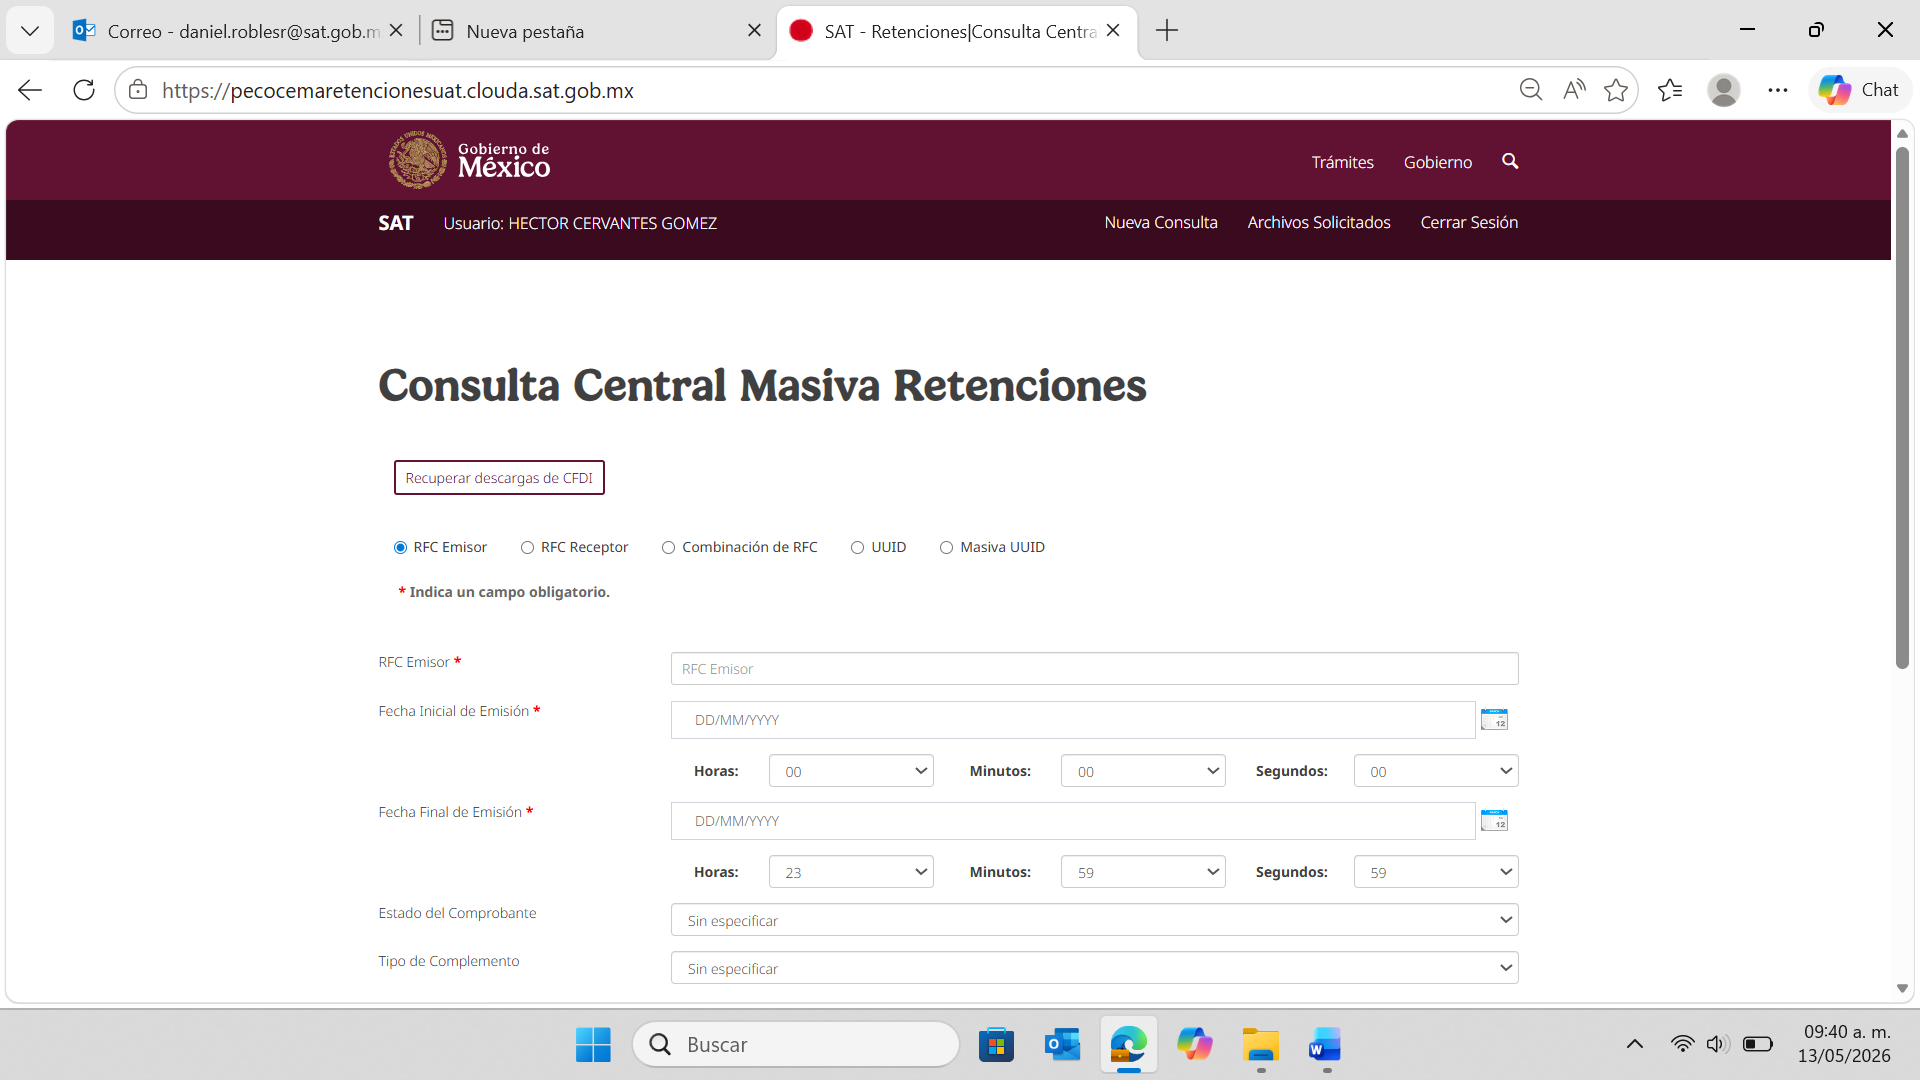 Correo - daniel.roblesr@sat.gob.m
Nueva pestaña
SAT - Retenciones|Consulta Centra
https://pecocemaretencionesuat.clouda.sat.gob.mx
Chat
Gobierno de
México
Trámites
Gobierno
SAT
Usuario: HECTOR CERVANTES GOMEZ
Nueva Consulta
Archivos Solicitados
Cerrar Sesión
Consulta Central Masiva Retenciones
Recuperar descargas de CFDI
RFC Emisor
RFC Receptor
Combinación de RFC
UUID
Masiva UUID
* Indica un campo obligatorio.
RFC Emisor *
RFC Emisor
Fecha Inicial de Emisión *
DD/MM/YYYY
Horas:
00
Minutos:
00
Segundos:
00
Fecha Final de Emisión *
DD/MM/YYYY
Horas:
23
Minutos:
59
Segundos:
59
Estado del Comprobante
Sin especificar
Tipo de Complemento
Sin especificar
Buscar
09:40 a. m.
13/05/2026